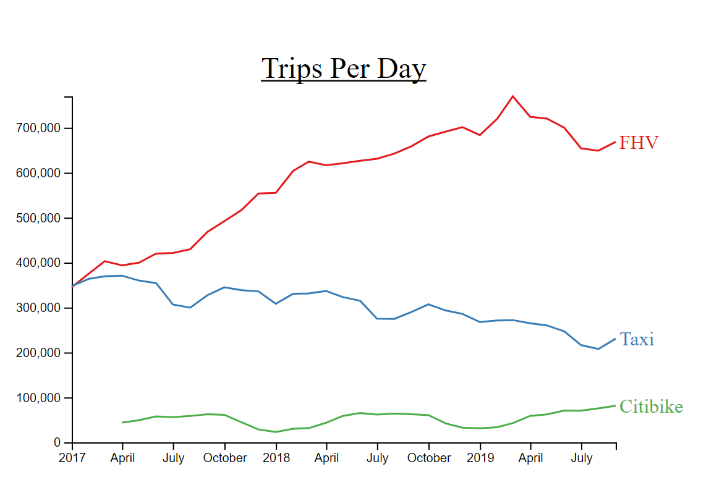 Trips Per Day
700,000
600,000
500,000
400,000
300,000
200,000
100,000
0
FHV
Taxi
Citibike
2017 April July October 2018 April July October 2019 April July